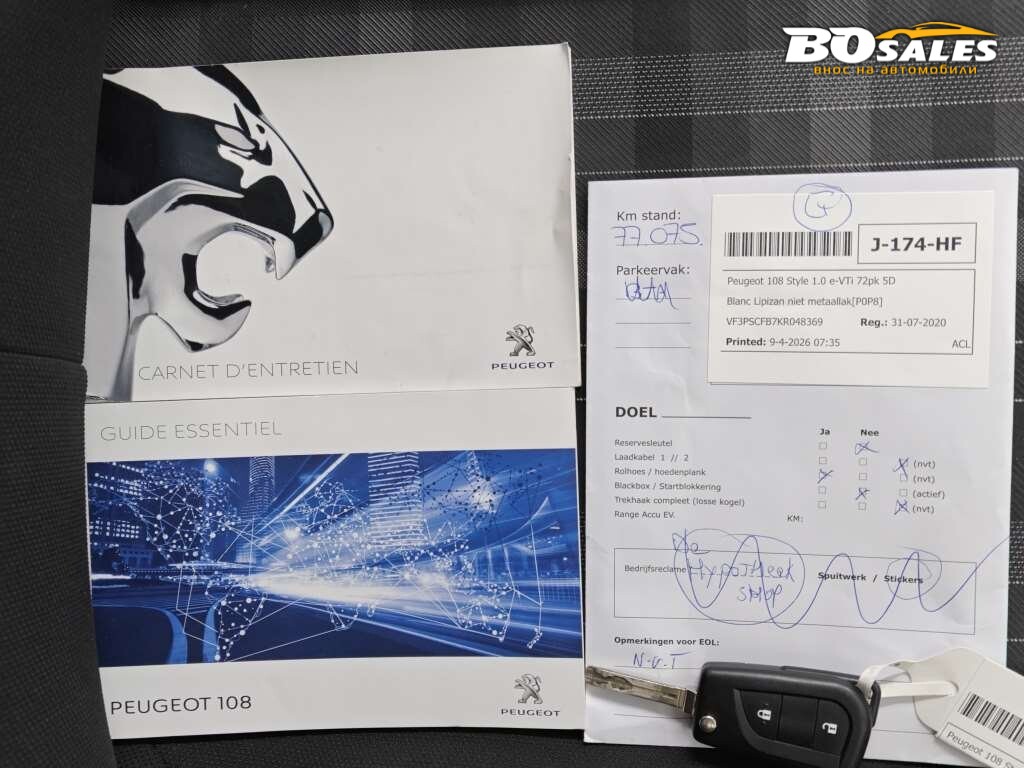 BOSALES
внос на автомобили
CARNET D'ENTRETIEN
PEUGEOT
GUIDE ESSENTIEL
PEUGEOT 108
PEUGEOT
Km stand:
77.075.
Parkeervak:
J-174-HF
Peugeot 108 Style 1.0 e-VTi 72pk 5D
Blanc Lipizan niet metaallak[P0P8]
VF3PSCFB7KR048369 Reg.: 31-07-2020
Printed: 9-4-2026 07:35 ACL
DOEL
Ja Nee
Reservesleutel
Laadkabel 1 // 2 (nvt)
Rolhoes / hoedenplank (nvt)
Blackbox / Startblokkering (actief)
Trekhaak compleet (losse kogel) (nvt)
Range Accu EV. KM:
De
Bedrijfsreclame Hypotheek Spuitwerk / Stickers
shop
Opmerkingen voor EOL:
N.v.T
Peugeot 108